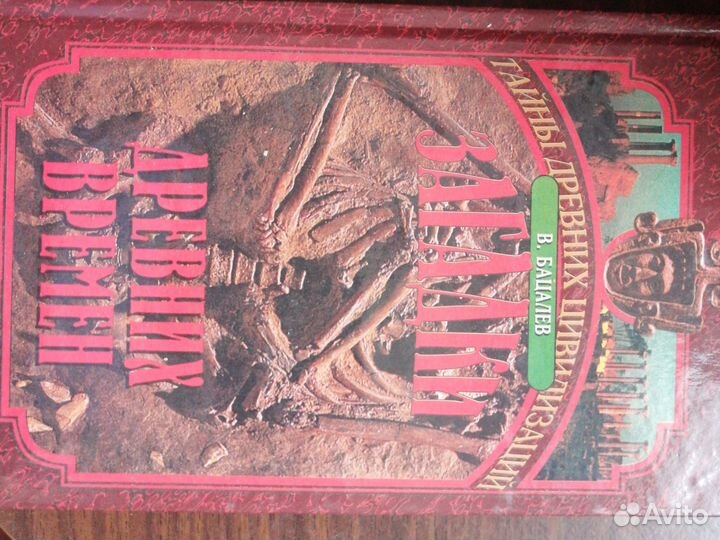 ТАЙНЫ ДРЕВНИХ ЦИВИЛИЗАЦИЙ
В. БАЦАЛЕВ
ЗАГАДКИ
ДРЕВНИХ
ВРЕМЕН
Avito